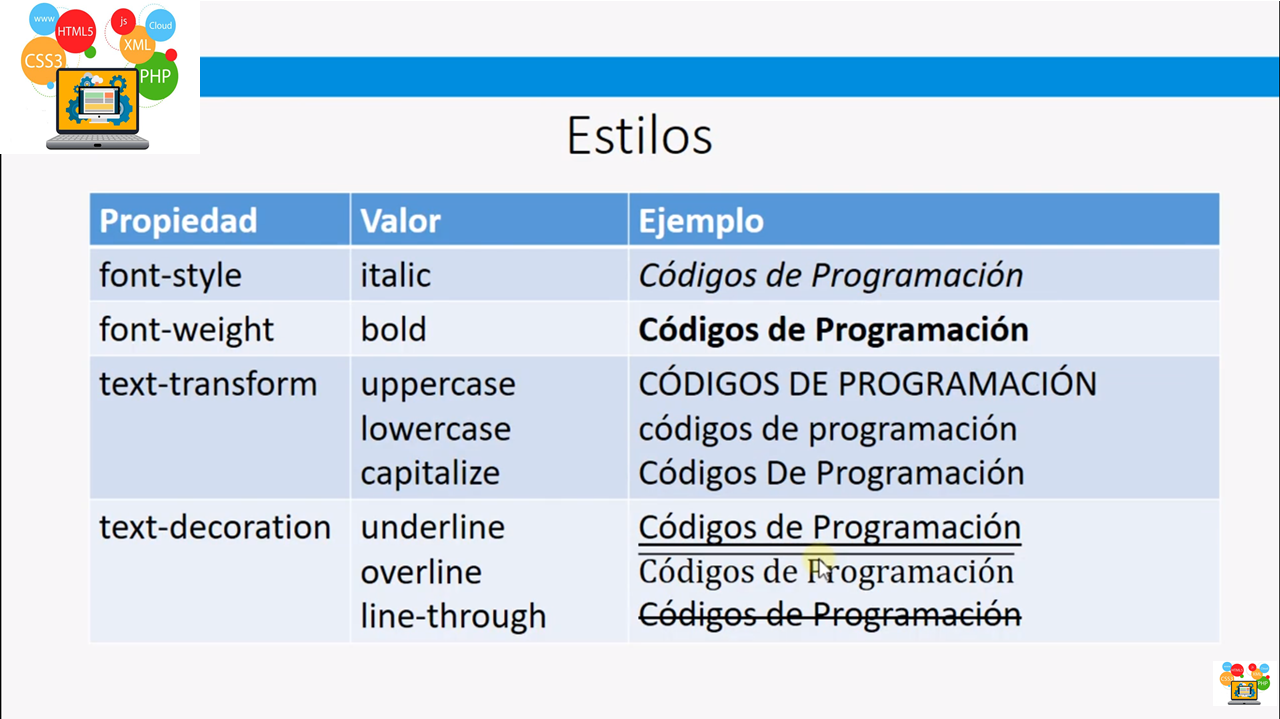 www
HTML5
js
Cloud
XML
CSS3
PHP
Estilos
Propiedad Valor Ejemplo
font-style italic Códigos de Programación
font-weight bold Códigos de Programación
text-transform uppercase CÓDIGOS DE PROGRAMACIÓN
lowercase códigos de programación
capitalize Códigos De Programación
text-decoration underline Códigos de Programación
overline Códigos de Programación
line-through Códigos de Programación